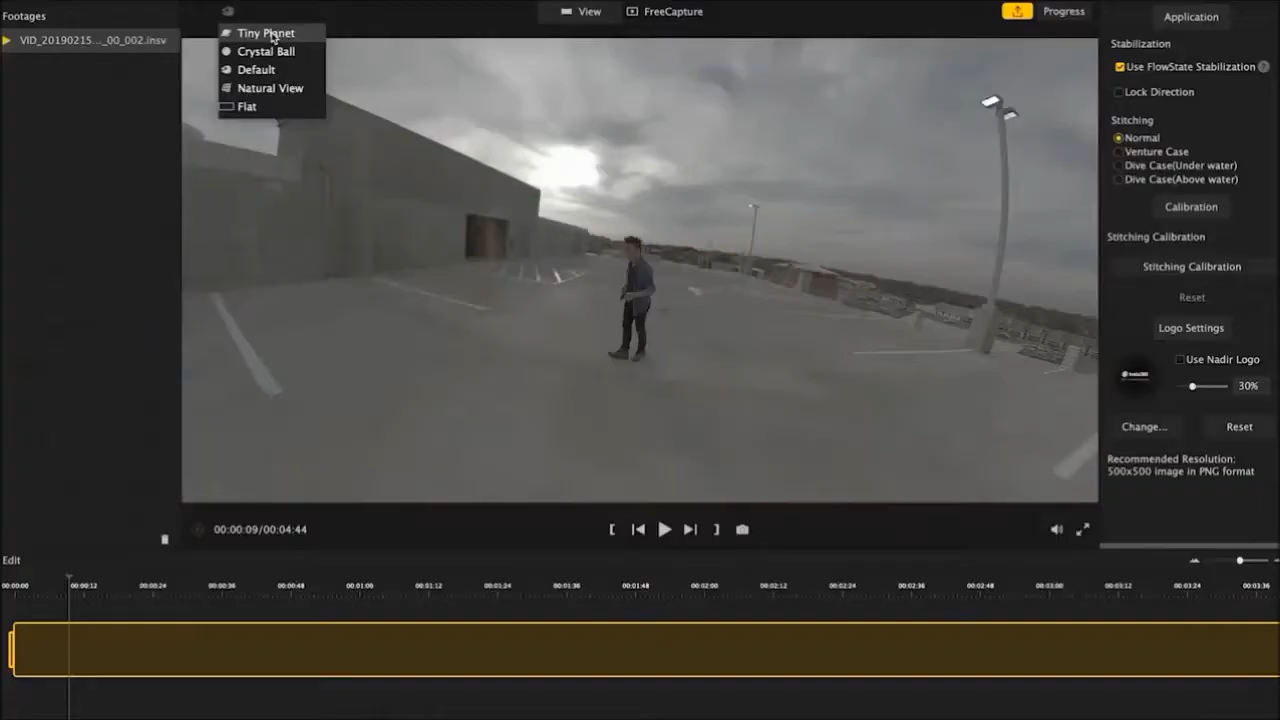 Footages
VID_20190215..._00_002.insv
Tiny Planet
Crystal Ball
Default
Natural View
Flat
View
FreeCapture
Progress
Application
Stabilization
Use FlowState Stabilization ?
Lock Direction
Stitching
Normal
Venture Case
Dive Case(Under water)
Dive Case(Above water)
Calibration
Stitching Calibration
Stitching Calibration
Reset
Logo Settings
Use Nadir Logo
30%
Change...
Reset
Recommended Resolution:
500x500 image in PNG format
00:00:09/00:04:44
Edit
00:00:00 00:00:12 00:00:24 00:00:36 00:00:48 00:01:00 00:01:12 00:01:24 00:01:36 00:01:48 00:02:00 00:02:12 00:02:24 00:02:36 00:02:48 00:03:00 00:03:12 00:03:24 00:03:36